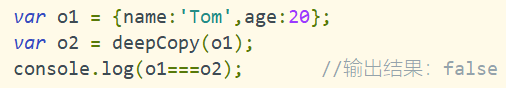 var o1 = {name:'Tom',age:20};
var o2 = deepCopy(o1);
console.log(o1===o2);       //输出结果：false